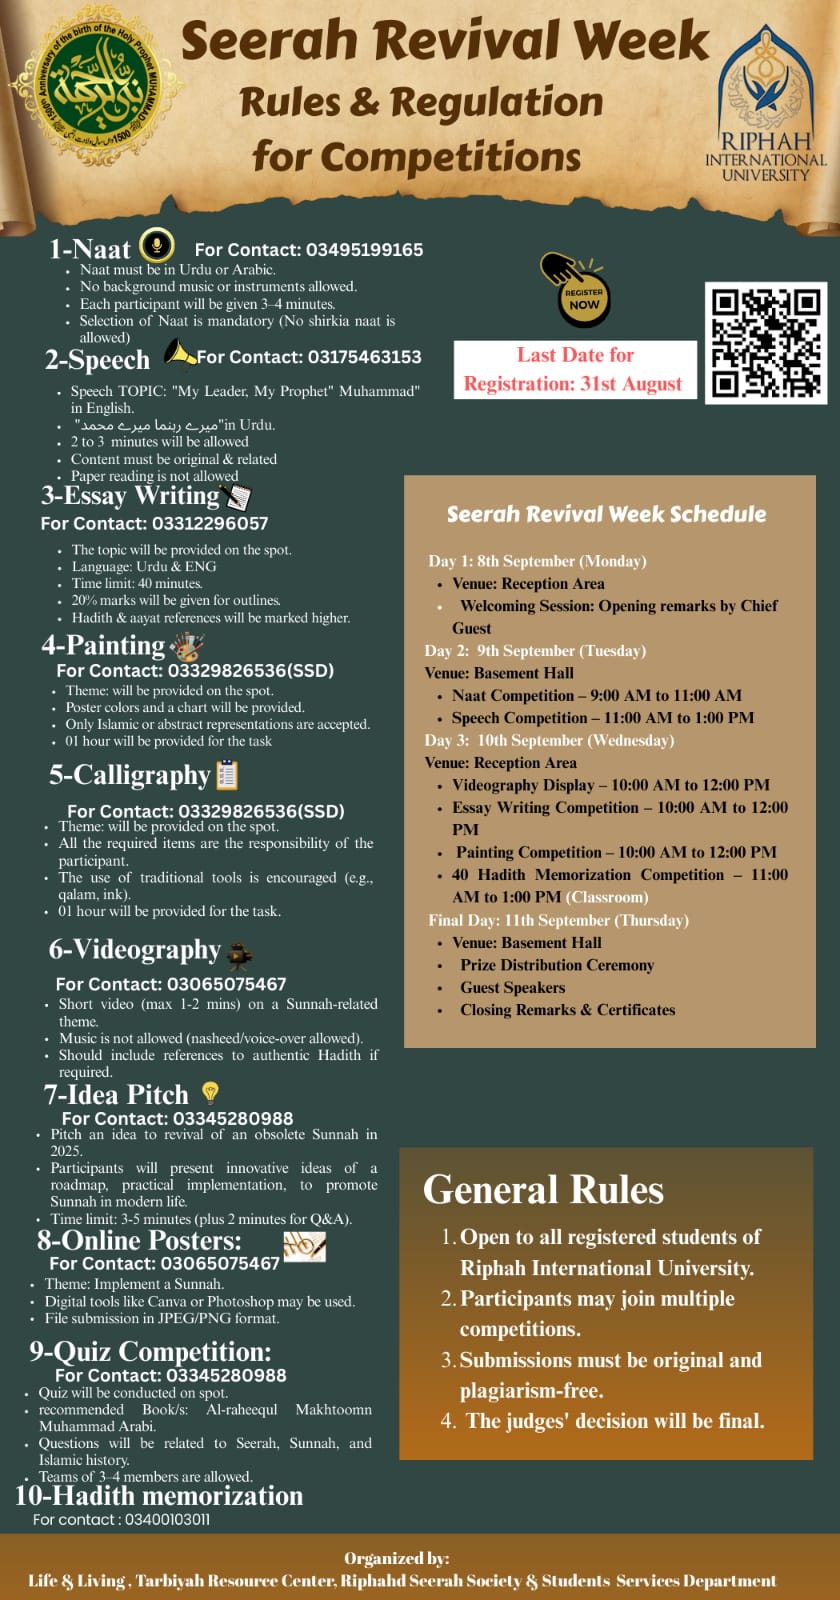 Seerah Revival Week
Rules & Regulation
for Competitions
1500th Anniversary of the birth of the Holy Prophet MUHAMMAD ﷺ
RIPHAH
INTERNATIONAL
UNIVERSITY
1-Naat
For Contact: 03495199165
• Naat must be in Urdu or Arabic.
• No background music or instruments allowed.
• Each participant will be given 3–4 minutes.
• Selection of Naat is mandatory (No shirkia naat is
allowed)
2-Speech
For Contact: 03175463153
• Speech TOPIC: "My Leader, My Prophet" Muhammad"
in English.
• "میرے رہنما میرے محمد"in Urdu.
• 2 to 3 minutes will be allowed
• Content must be original & related
• Paper reading is not allowed
3-Essay Writing
For Contact: 03312296057
• The topic will be provided on the spot.
• Language: Urdu & ENG
• Time limit: 40 minutes.
• 20% marks will be given for outlines.
• Hadith & aayat references will be marked higher.
4-Painting
For Contact: 03329826536(SSD)
• Theme: will be provided on the spot.
• Poster colors and a chart will be provided.
• Only Islamic or abstract representations are accepted.
• 01 hour will be provided for the task
5-Calligraphy
For Contact: 03329826536(SSD)
• Theme: will be provided on the spot.
• All the required items are the responsibility of the
participant.
• The use of traditional tools is encouraged (e.g.,
qalam, ink).
• 01 hour will be provided for the task.
6-Videography
For Contact: 03065075467
• Short video (max 1-2 mins) on a Sunnah-related
theme.
• Music is not allowed (nasheed/voice-over allowed).
• Should include references to authentic Hadith if
required.
7-Idea Pitch
For Contact: 03345280988
• Pitch an idea to revival of an obsolete Sunnah in
2025.
• Participants will present innovative ideas of a
roadmap, practical implementation, to promote
Sunnah in modern life.
• Time limit: 3-5 minutes (plus 2 minutes for Q&A).
8-Online Posters:
For Contact: 03065075467
• Theme: Implement a Sunnah.
• Digital tools like Canva or Photoshop may be used.
• File submission in JPEG/PNG format.
9-Quiz Competition:
For Contact: 03345280988
• Quiz will be conducted on spot.
• recommended Book/s: Al-raheequl Makhtoomn
Muhammad Arabi.
• Questions will be related to Seerah, Sunnah, and
Islamic history.
• Teams of 3–4 members are allowed.
10-Hadith memorization
For contact : 03400103011
REGISTER
NOW
Last Date for
Registration: 31st August
Seerah Revival Week Schedule
Day 1: 8th September (Monday)
• Venue: Reception Area
• Welcoming Session: Opening remarks by Chief
Guest
Day 2: 9th September (Tuesday)
Venue: Basement Hall
• Naat Competition – 9:00 AM to 11:00 AM
• Speech Competition – 11:00 AM to 1:00 PM
Day 3: 10th September (Wednesday)
Venue: Reception Area
• Videography Display – 10:00 AM to 12:00 PM
• Essay Writing Competition – 10:00 AM to 12:00
PM
• Painting Competition – 10:00 AM to 12:00 PM
• 40 Hadith Memorization Competition – 11:00
AM to 1:00 PM (Classroom)
Final Day: 11th September (Thursday)
• Venue: Basement Hall
• Prize Distribution Ceremony
• Guest Speakers
• Closing Remarks & Certificates
General Rules
1. Open to all registered students of
Riphah International University.
2. Participants may join multiple
competitions.
3. Submissions must be original and
plagiarism-free.
4. The judges' decision will be final.
Organized by:
Life & Living , Tarbiyah Resource Center, Riphahd Seerah Society & Students Services Department